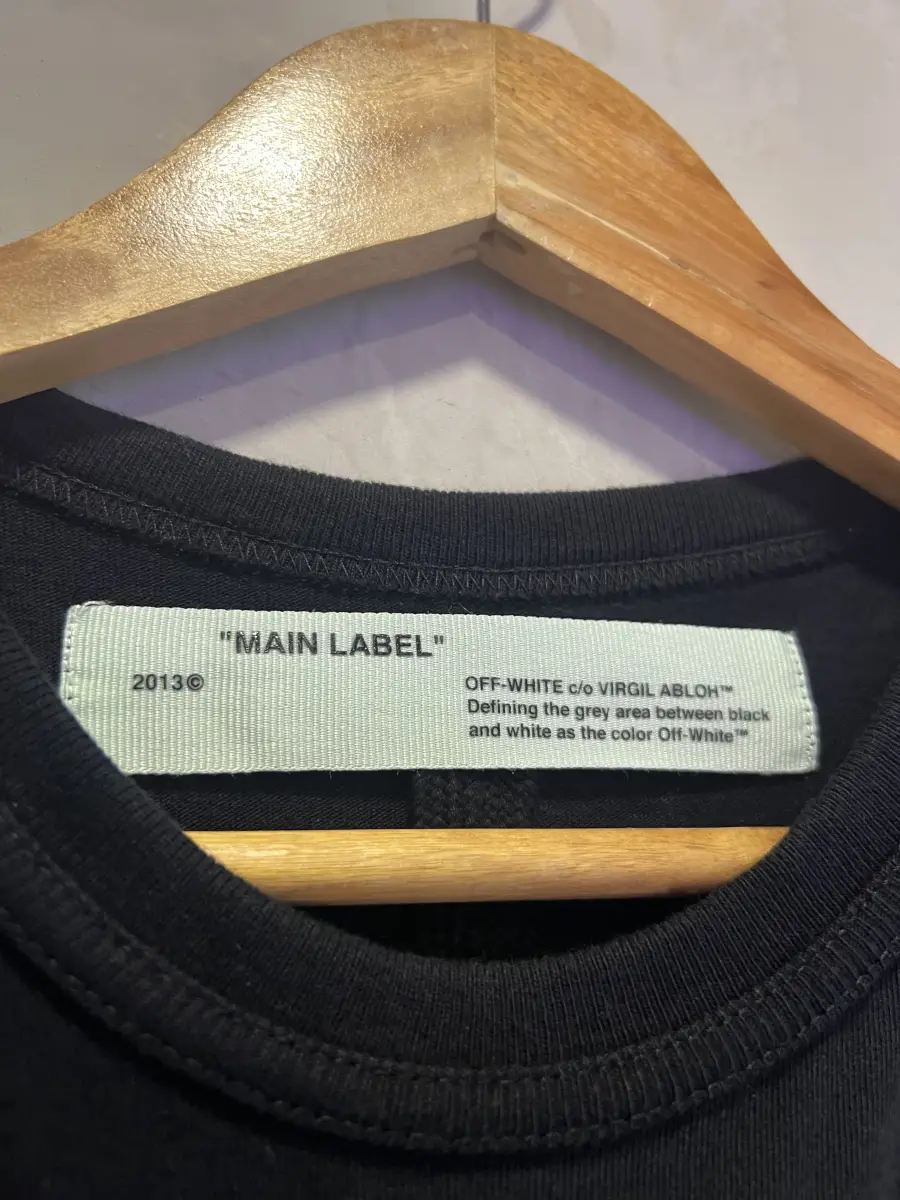 "MAIN LABEL"
2013©
OFF-WHITE c/o VIRGIL ABLOH™
Defining the grey area between black
and white as the color Off-White™